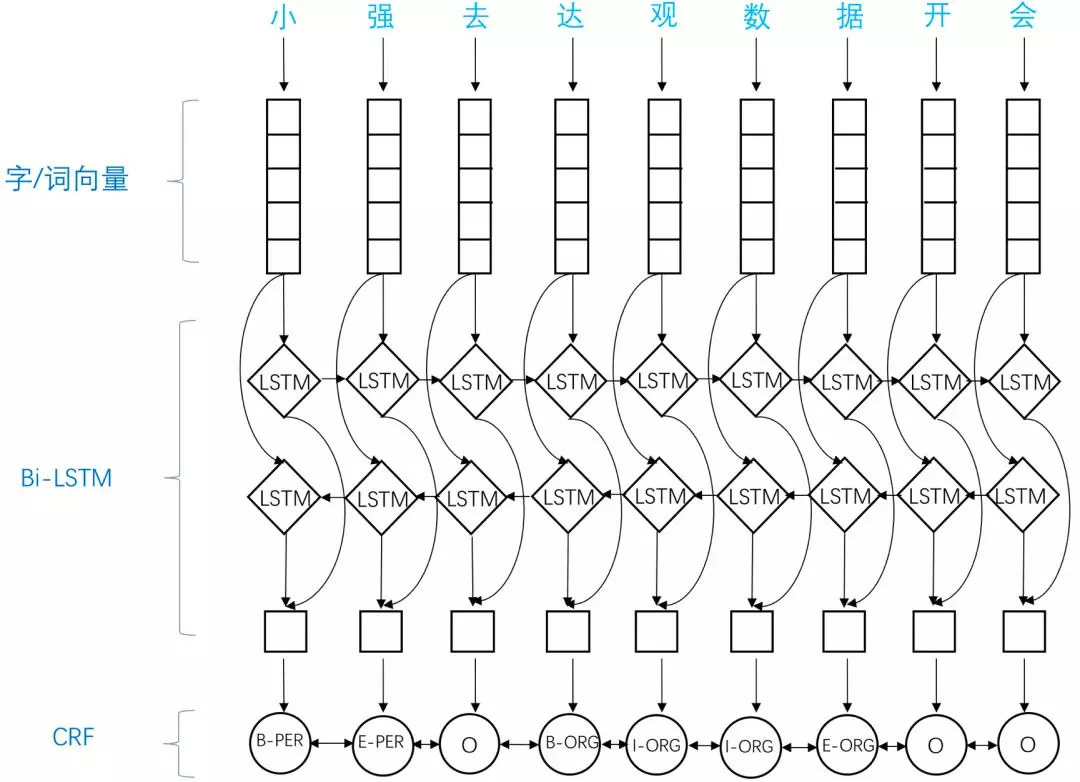 小 强 去 达 观 数 据 开 会
字/词向量
LSTM LSTM LSTM LSTM LSTM LSTM LSTM LSTM LSTM
Bi-LSTM
LSTM LSTM LSTM LSTM LSTM LSTM LSTM LSTM LSTM
CRF
B-PER E-PER O B-ORG I-ORG I-ORG E-ORG O O